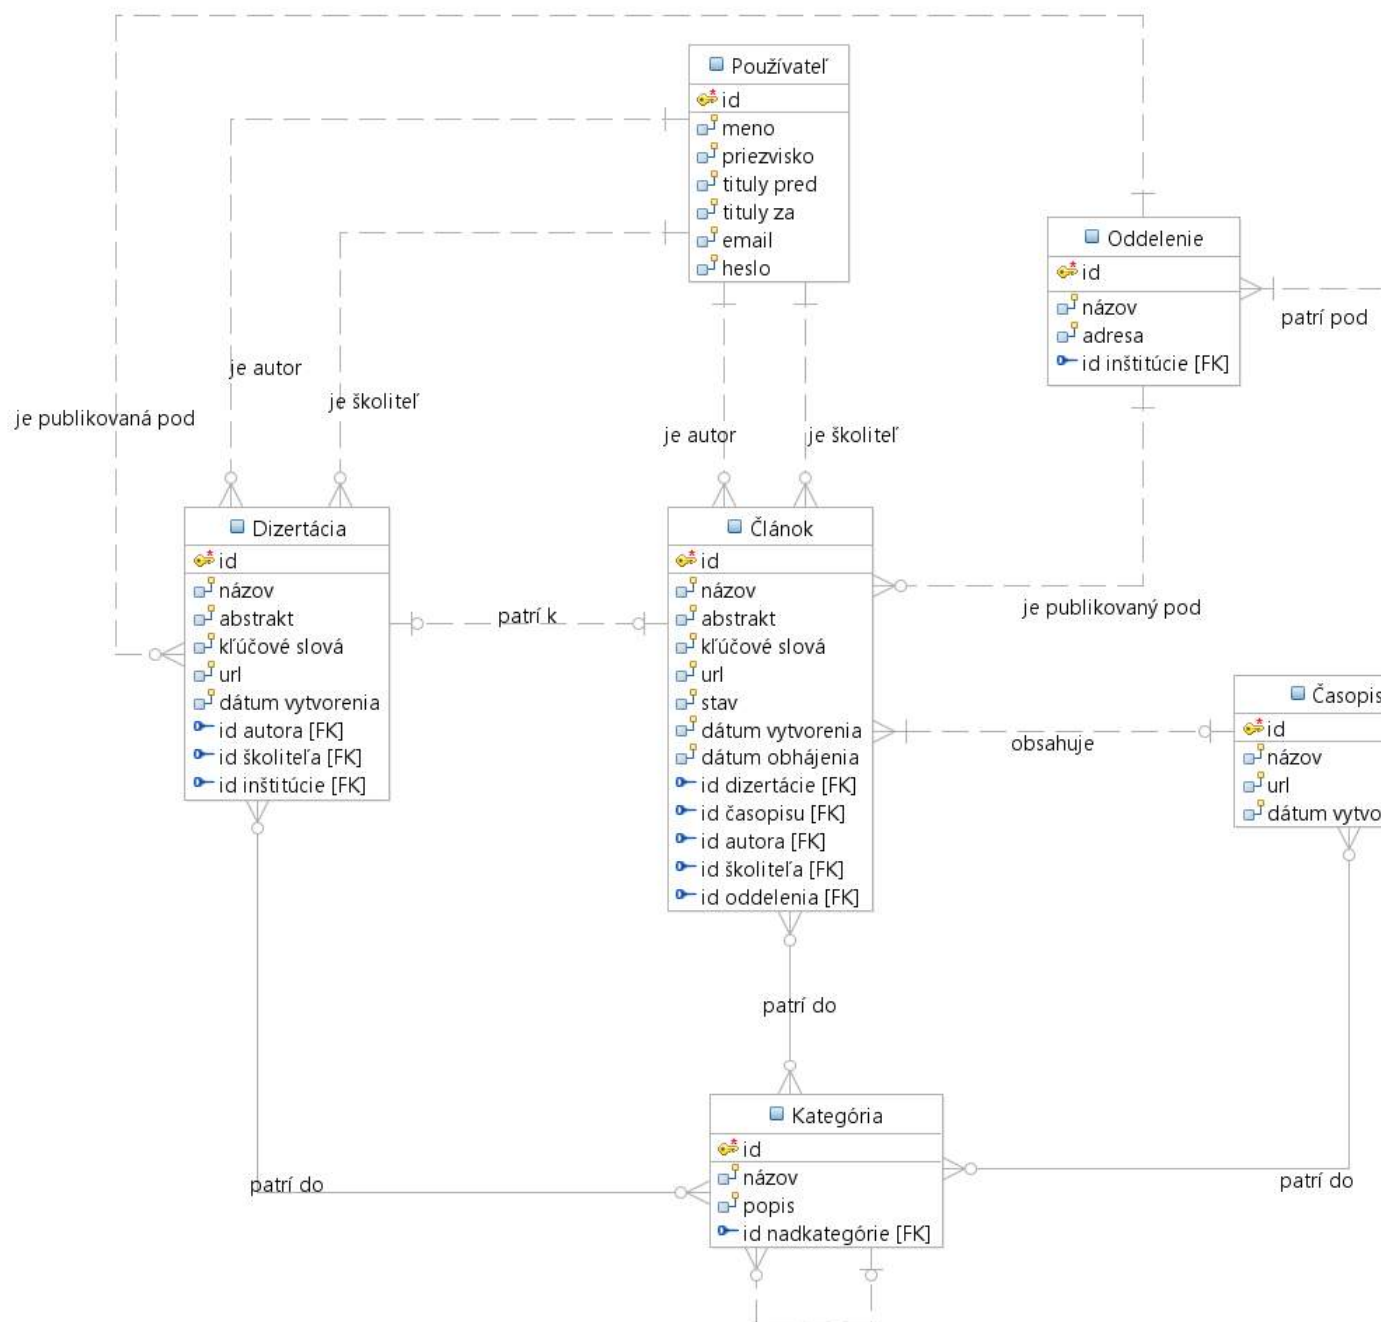 Používateľ
id
meno
priezvisko
tituly pred
tituly za
email
heslo
Oddelenie
id
názov
adresa
id inštitúcie [FK]
patrí pod
je autor
je školiteľ
je publikovaná pod
je autor
je školiteľ
Dizertácia
id
názov
abstrakt
kľúčové slová
url
dátum vytvorenia
id autora [FK]
id školiteľa [FK]
id inštitúcie [FK]
patrí k
Článok
id
názov
abstrakt
kľúčové slová
url
stav
dátum vytvorenia
dátum obhájenia
id dizertácie [FK]
id časopisu [FK]
id autora [FK]
id školiteľa [FK]
id oddelenia [FK]
je publikovaný pod
obsahuje
Časopis
id
názov
url
dátum vytvo
patrí do
patrí do
patrí do
Kategória
id
názov
popis
id nadkategórie [FK]